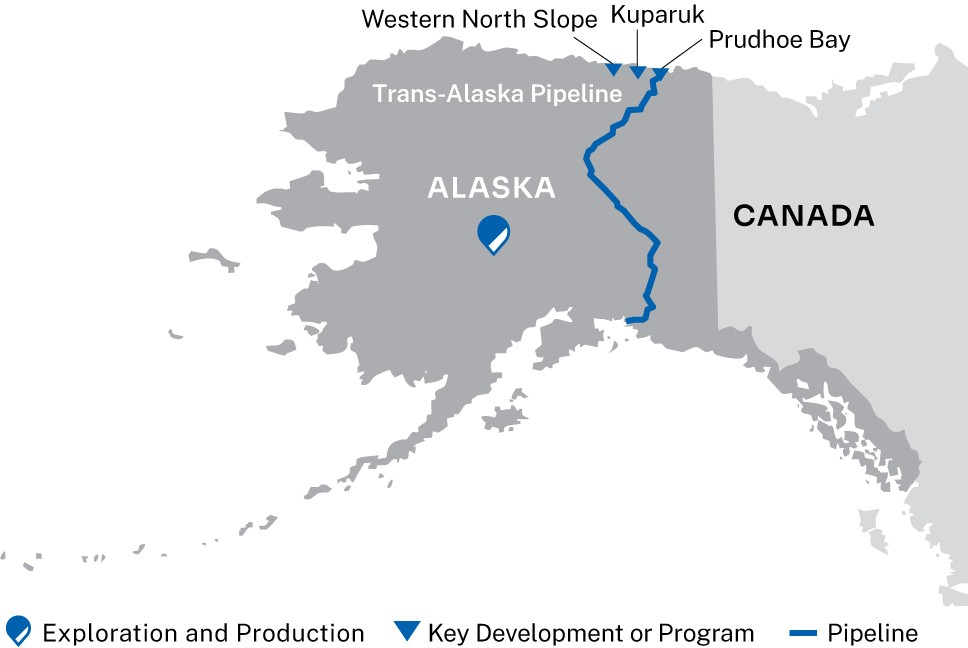 Western North Slope
Kuparuk
Prudhoe Bay
Trans-Alaska Pipeline
ALASKA
CANADA
Exploration and Production
Key Development or Program
Pipeline